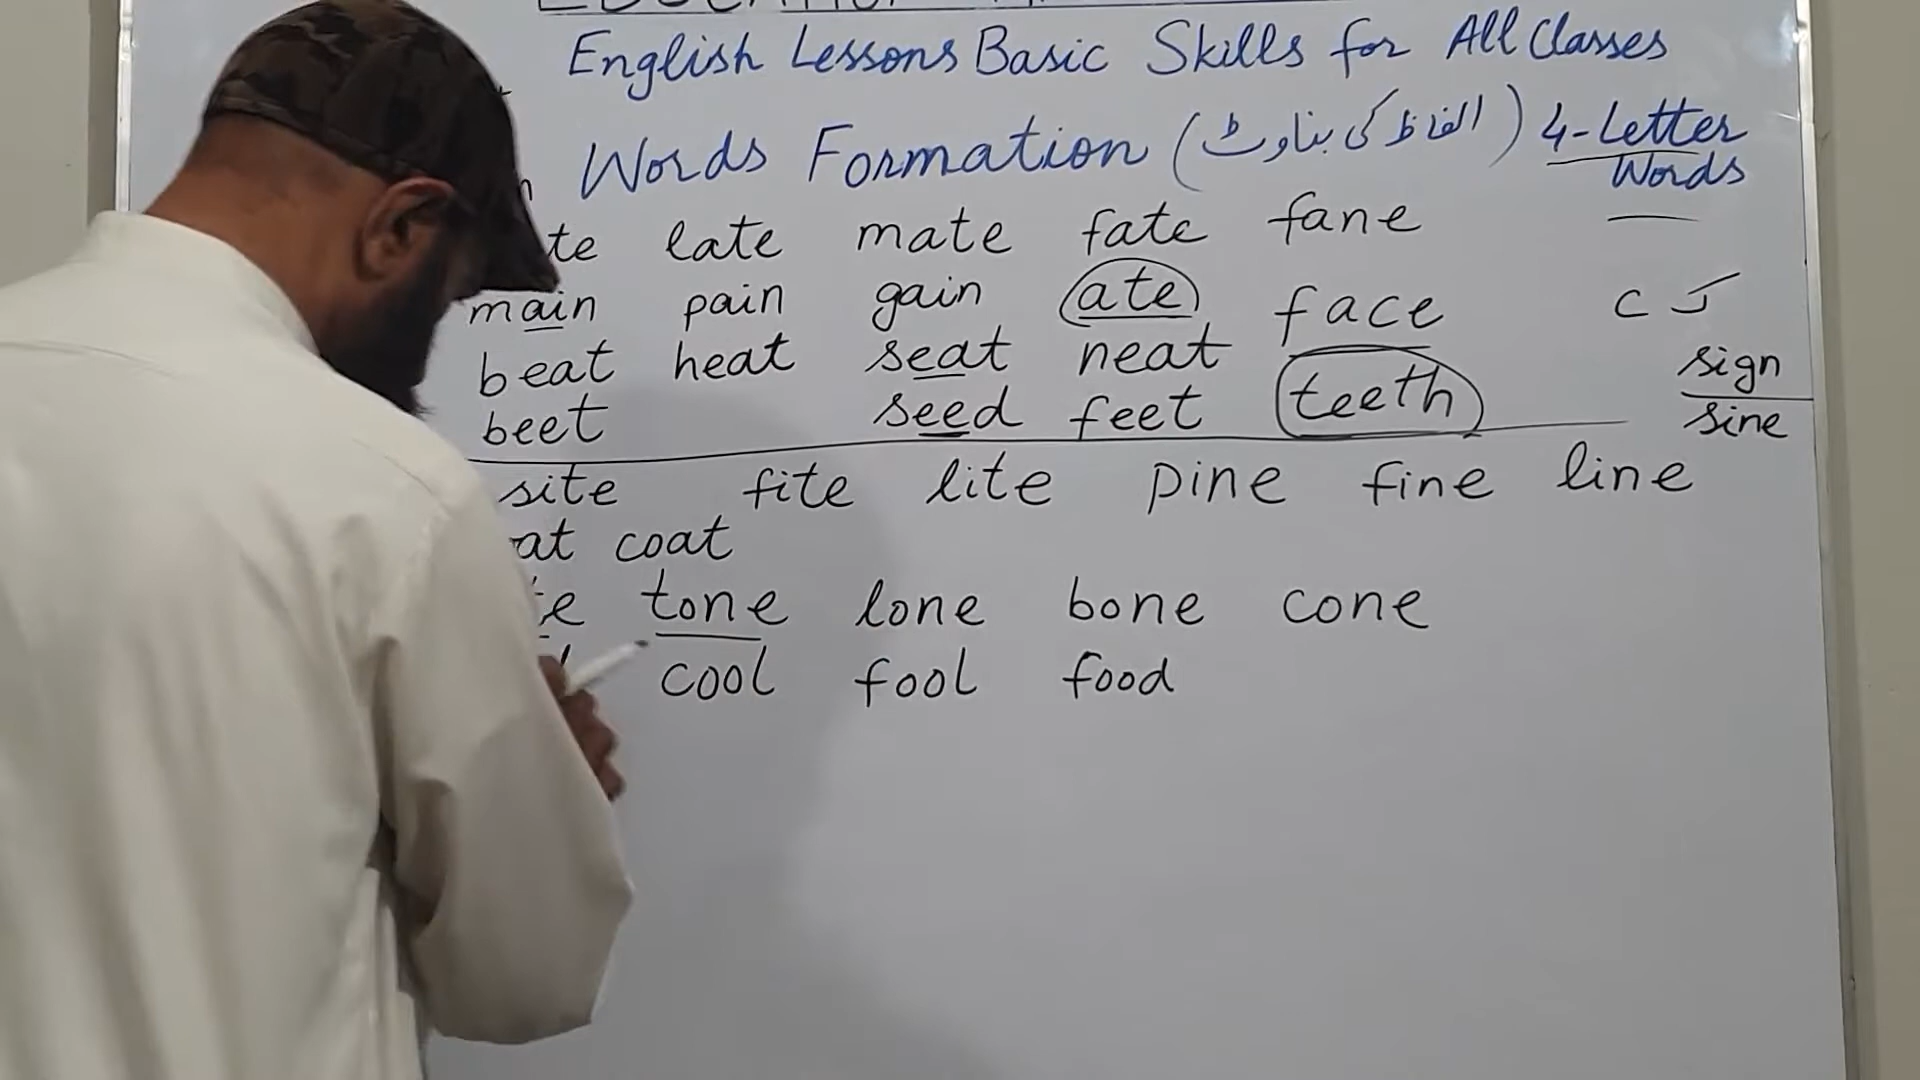 English Lessons Basic Skills for All Classes
Words Formation (الفاظ کی بناوٹ) 4-Letter Words
late mate fate fane
main pain gain ate face c
beat heat seat neat sign
beet seed feet teeth sine
site fite lite pine fine line
coat
tone lone bone cone
cool fool food